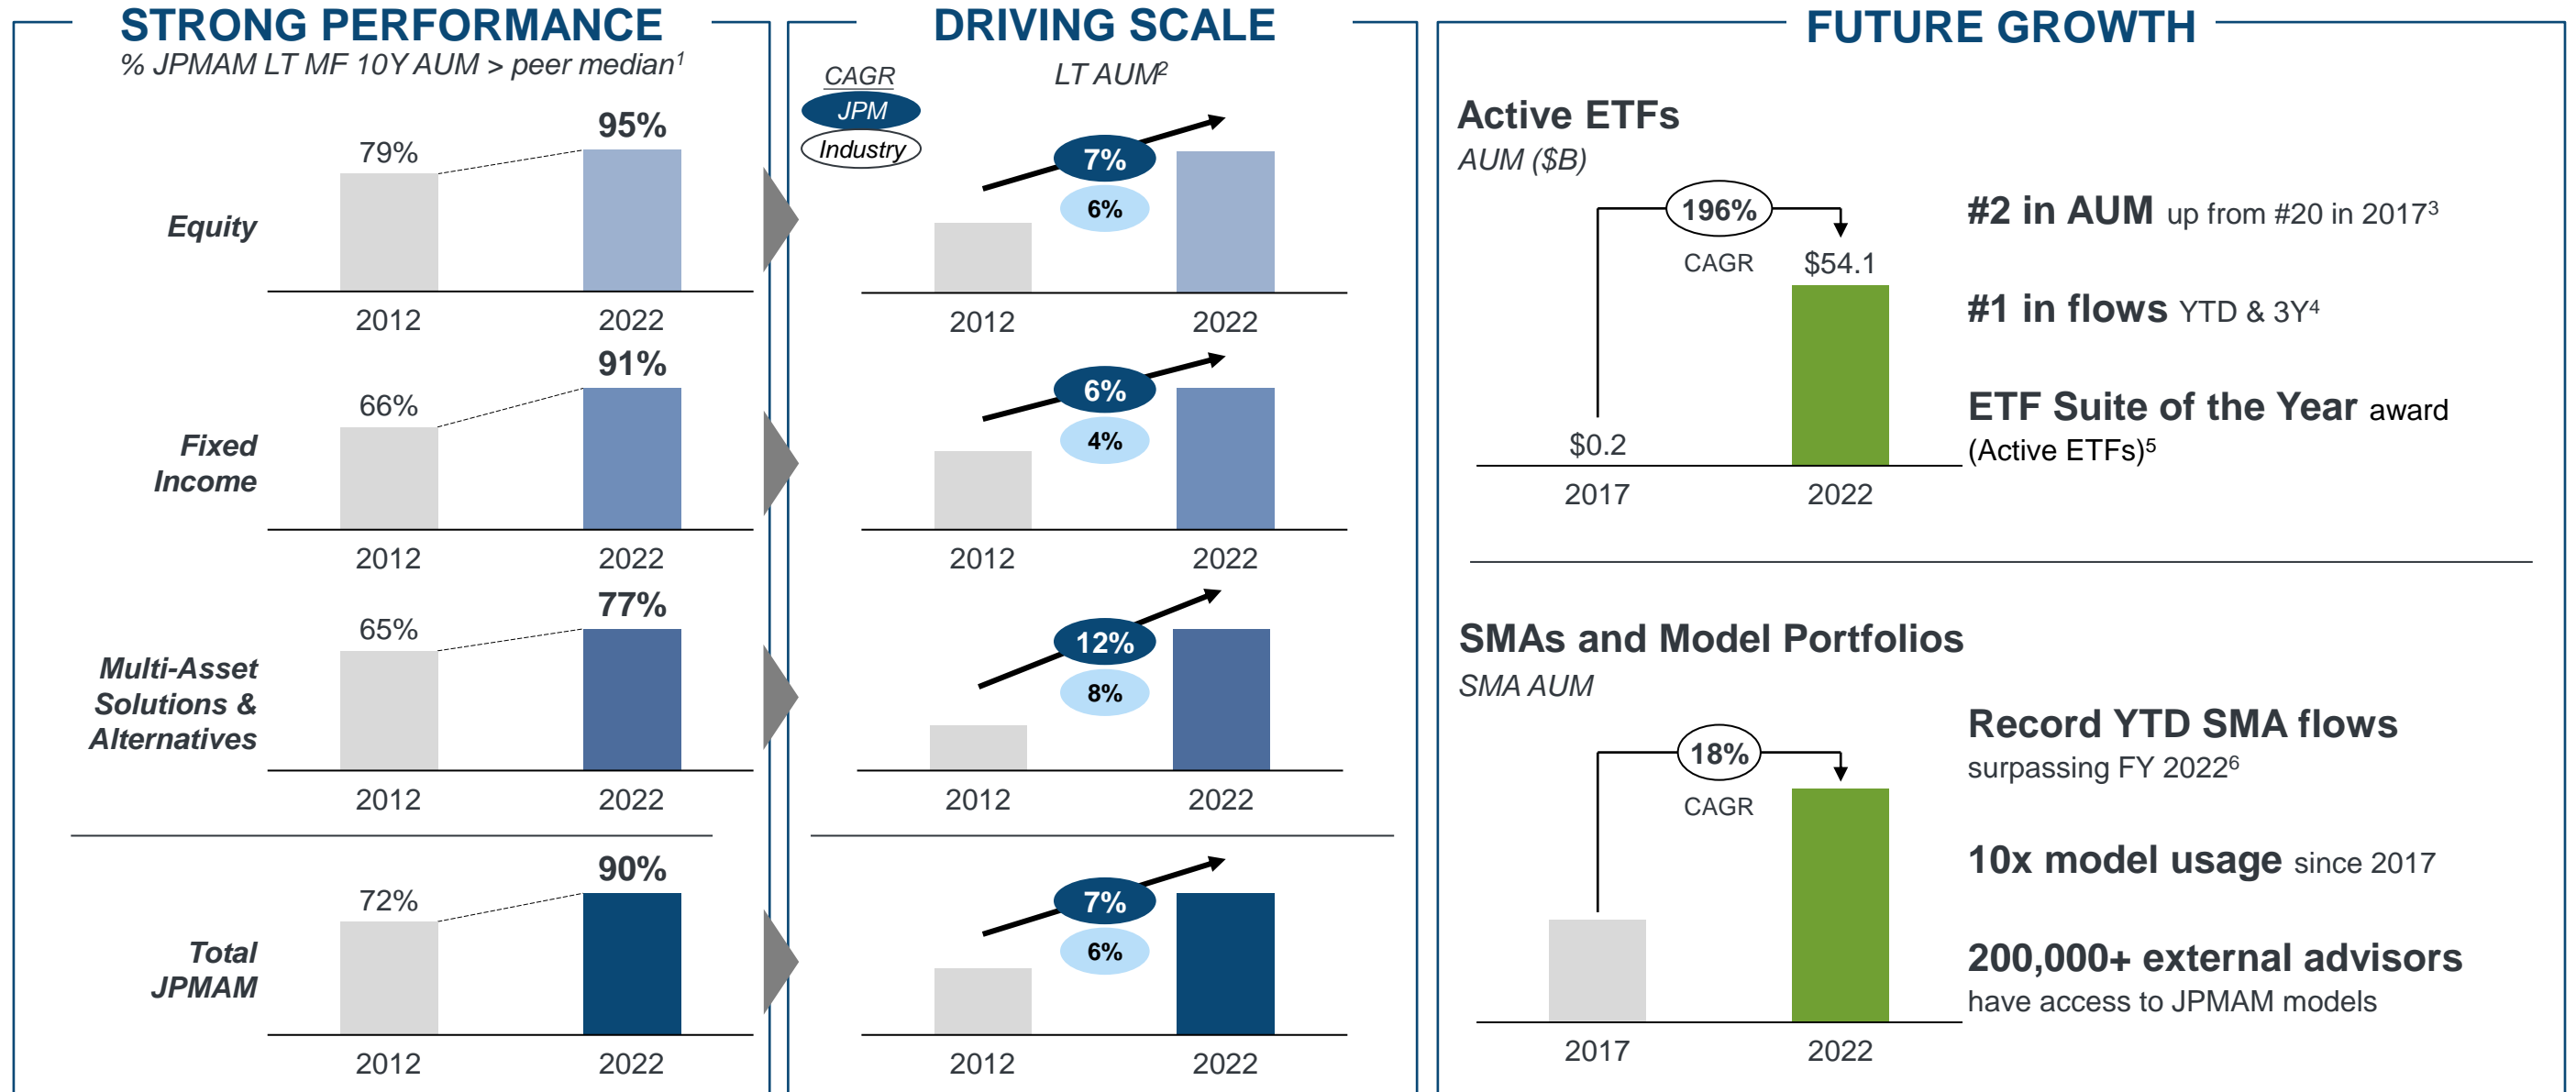 STRONG PERFORMANCE
% JPMAM LT MF 10Y AUM > peer median¹
Equity
79%
95%
2012
2022
Fixed
Income
66%
91%
2012
2022
Multi-Asset
Solutions &
Alternatives
65%
77%
2012
2022
Total
JPMAM
72%
90%
2012
2022
DRIVING SCALE
LT AUM²
CAGR
JPM
Industry
7%
6%
2012
2022
6%
4%
2012
2022
12%
8%
2012
2022
7%
6%
2012
2022
FUTURE GROWTH
Active ETFs
AUM ($B)
196%
CAGR
$54.1
$0.2
2017
2022
#2 in AUM up from #20 in 2017³
#1 in flows YTD & 3Y⁴
ETF Suite of the Year award
(Active ETFs)⁵
SMAs and Model Portfolios
SMA AUM
18%
CAGR
2017
2022
Record YTD SMA flows
surpassing FY 2022⁶
10x model usage since 2017
200,000+ external advisors
have access to JPMAM models